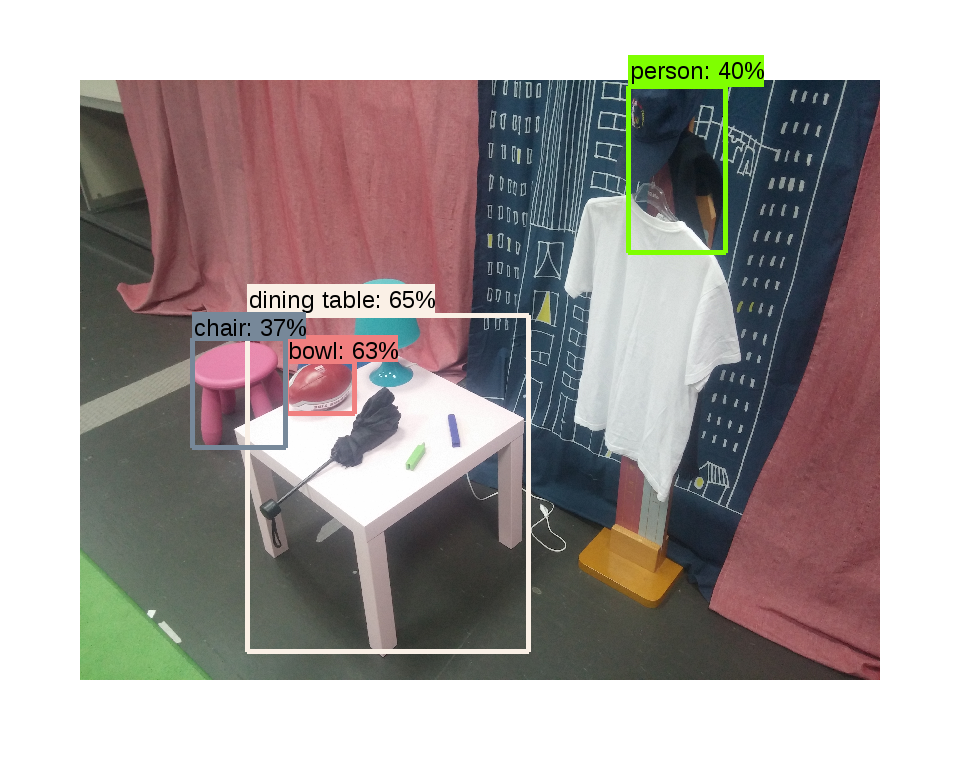 person: 40%
dining table: 65%
chair: 37%
bowl: 63%